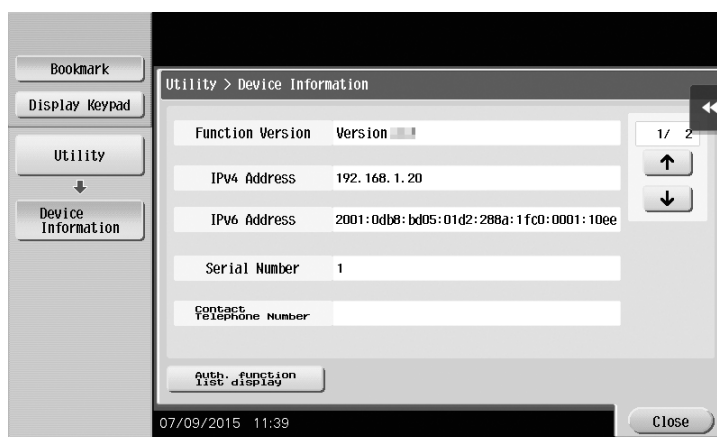 Bookmark
Display Keypad
Utility
Device
Information
Utility > Device Information
Function Version Version
1/ 2
IPv4 Address 192.168.1.20
IPv6 Address 2001:0db8:bd05:01d2:288a:1fc0:0001:10ee
Serial Number 1
Contact
Telephone Number
Auth. function
list display
07/09/2015 11:39
Close